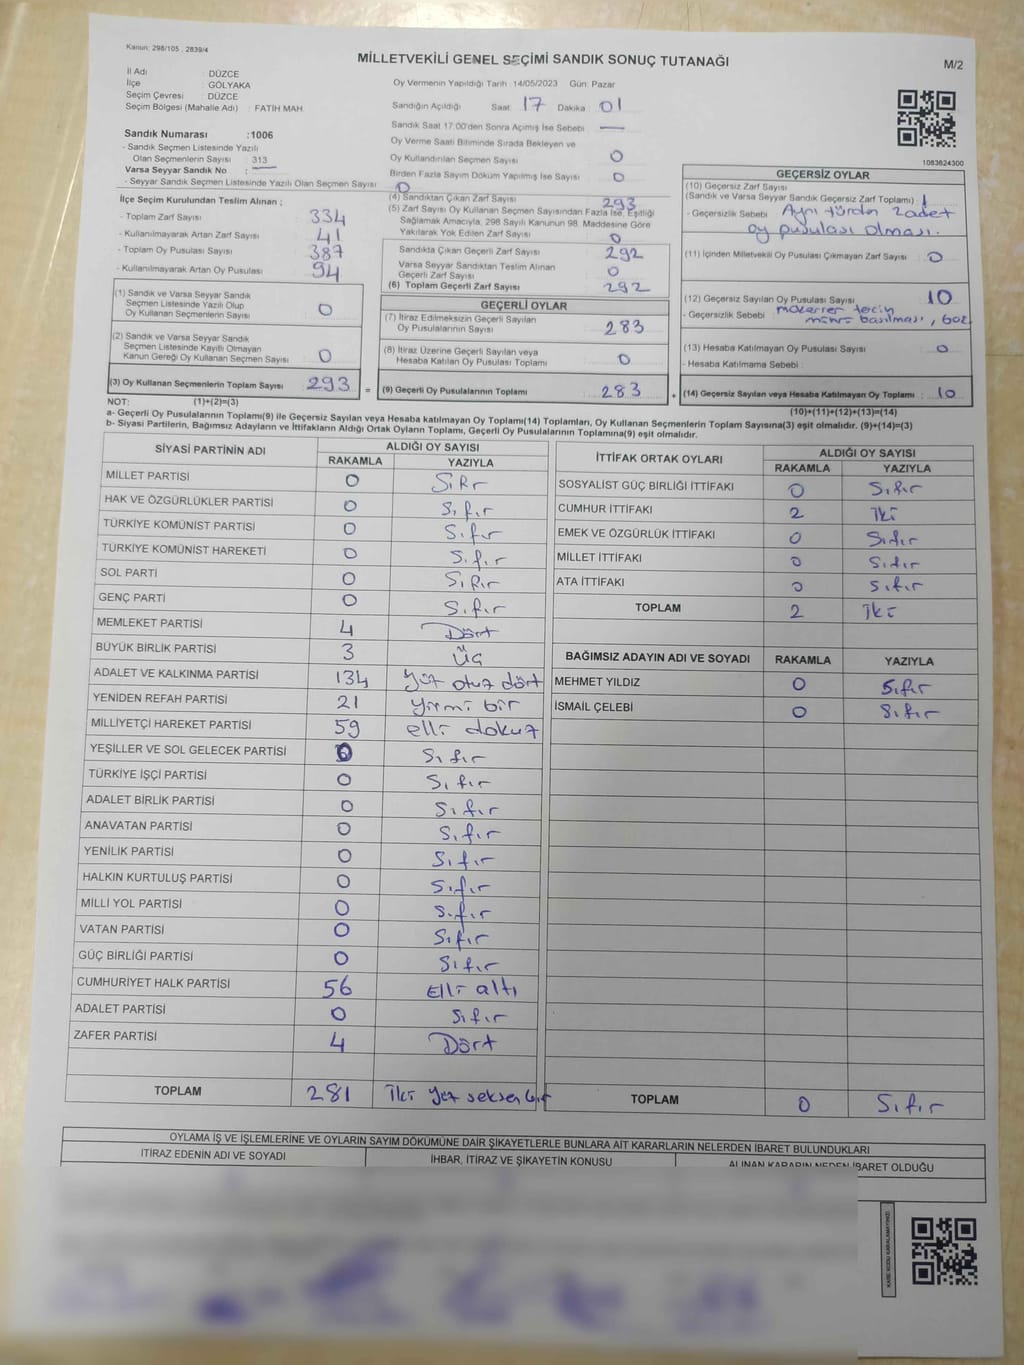 Kanun: 298/105 , 2839/4
MİLLETVEKİLİ GENEL SEÇİMİ SANDIK SONUÇ TUTANAĞI
M/2
İl Adı : DÜZCE
İlçe : GÖLYAKA
Seçim Çevresi : DÜZCE
Seçim Bölgesi (Mahalle Adı) : FATİH MAH.
Sandık Numarası :1006
- Sandık Seçmen Listesinde Yazılı
Olan Seçmenlerin Sayısı : 313
Varsa Seyyar Sandık No : —
- Seyyar Sandık Seçmen Listesinde Yazılı Olan Seçmen Sayısı : 0
Oy Vermenin Yapıldığı Tarih :14/05/2023 Gün: Pazar
Sandığın Açıldığı Saat: 17 Dakika : 01
Sandık Saat 17:00'den Sonra Açılmış İse Sebebi : —
Oy Verme Saati Bitiminde Sırada Bekleyen ve
Oy Kullandırılan Seçmen Sayısı : 0
Birden Fazla Sayım Döküm Yapılmış İse Sayısı : 0
1083624300
İlçe Seçim Kurulundan Teslim Alınan ;
- Toplam Zarf Sayısı : 334
- Kullanılmayarak Artan Zarf Sayısı : 41
- Toplam Oy Pusulası Sayısı : 387
- Kullanılmayarak Artan Oy Pusulası : 94
(1) Sandık ve Varsa Seyyar Sandık
Seçmen Listesinde Yazılı Olup
Oy Kullanan Seçmenlerin Sayısı : 0
(2) Sandık ve Varsa Seyyar Sandık
Seçmen Listesinde Kayıtlı Olmayan
Kanun Gereği Oy Kullanan Seçmen Sayısı : 0
(3) Oy Kullanan Seçmenlerin Toplam Sayısı : 293 =
(4) Sandıktan Çıkan Zarf Sayısı : 293
(5) Zarf Sayısı Oy Kullanan Seçmen Sayısından Fazla İse, Eşitliği
Sağlamak Amacıyla, 298 Sayılı Kanunun 98. Maddesine Göre
Yakılarak Yok Edilen Zarf Sayısı : 0
Sandıkta Çıkan Geçerli Zarf Sayısı : 292
Varsa Seyyar Sandıktan Teslim Alınan
Geçerli Zarf Sayısı : 0
(6) Toplam Geçerli Zarf Sayısı : 292
GEÇERLİ OYLAR
(7) İtiraz Edilmeksizin Geçerli Sayılan
Oy Pusulalarının Sayısı : 283
(8) İtiraz Üzerine Geçerli Sayılan veya
Hesaba Katılan Oy Pusulaları Toplamı : 0
(9) Geçerli Oy Pusulalarının Toplamı : 283 +
GEÇERSİZ OYLAR
(10) Geçersiz Zarf Sayısı
(Sandık ve Varsa Seyyar Sandık Geçersiz Zarf Toplamı) : 1
- Geçersizlik Sebebi : Aynı türden 2 adet
oy pusulası olması.
(11) İçinden Milletvekili Oy Pusulası Çıkmayan Zarf Sayısı : 0
(12) Geçersiz Sayılan Oy Pusulası Sayısı : 10
- Geçersizlik Sebebi : mükerrer tercih
mührü basılması,
(13) Hesaba Katılmayan Oy Pusulası Sayısı : 0
- Hesaba Katılmama Sebebi :
(14) Geçersiz Sayılan veya Hesaba Katılmayan Oy Toplamı : 10
NOT: (1)+(2)=(3)
(10)+(11)+(12)+(13)=(14)
a- Geçerli Oy Pusulalarının Toplamı(9) ile Geçersiz Sayılan veya Hesaba katılmayan Oy Toplamı(14) Toplamları, Oy Kullanan Seçmenlerin Toplam Sayısına(3) eşit olmalıdır. (9)+(14)=(3)
b- Siyasi Partilerin, Bağımsız Adayların ve İttifakların Aldığı Ortak Oyların Toplamı, Geçerli Oy Pusulalarının Toplamına(9) eşit olmalıdır.
SİYASİ PARTİNİN ADI ALDIĞI OY SAYISI
RAKAMLA YAZIYLA
MİLLET PARTİSİ 0 Sıfır
HAK VE ÖZGÜRLÜKLER PARTİSİ 0 Sıfır
TÜRKİYE KOMÜNİST PARTİSİ 0 Sıfır
TÜRKİYE KOMÜNİST HAREKETİ 0 Sıfır
SOL PARTİ 0 Sıfır
GENÇ PARTİ 0 Sıfır
MEMLEKET PARTİSİ 4 Dört
BÜYÜK BİRLİK PARTİSİ 3 Üç
ADALET VE KALKINMA PARTİSİ 134 yüz otuz dört
YENİDEN REFAH PARTİSİ 21 yirmi bir
MİLLİYETÇİ HAREKET PARTİSİ 59 elli dokuz
YEŞİLLER VE SOL GELECEK PARTİSİ 0 Sıfır
TÜRKİYE İŞÇİ PARTİSİ 0 Sıfır
ADALET BİRLİK PARTİSİ 0 Sıfır
ANAVATAN PARTİSİ 0 Sıfır
YENİLİK PARTİSİ 0 Sıfır
HALKIN KURTULUŞ PARTİSİ 0 Sıfır
MİLLİ YOL PARTİSİ 0 Sıfır
VATAN PARTİSİ 0 Sıfır
GÜÇ BİRLİĞİ PARTİSİ 0 Sıfır
CUMHURİYET HALK PARTİSİ 56 Elli altı
ADALET PARTİSİ 0 Sıfır
ZAFER PARTİSİ 4 Dört
TOPLAM 281 İki yüz seksen bir
İTTİFAK ORTAK OYLARI ALDIĞI OY SAYISI
RAKAMLA YAZIYLA
SOSYALİST GÜÇ BİRLİĞİ İTTİFAKI 0 Sıfır
CUMHUR İTTİFAKI 2 İki
EMEK VE ÖZGÜRLÜK İTTİFAKI 0 Sıfır
MİLLET İTTİFAKI 0 Sıfır
ATA İTTİFAKI 0 Sıfır
TOPLAM 2 İki
BAĞIMSIZ ADAYIN ADI VE SOYADI RAKAMLA YAZIYLA
MEHMET YILDIZ 0 Sıfır
İSMAİL ÇELEBİ 0 Sıfır
TOPLAM 0 Sıfır
OYLAMA İŞ VE İŞLEMLERİNE VE OYLARIN SAYIM DÖKÜMÜNE DAİR ŞİKAYETLERLE BUNLARA AİT KARARLARIN NELERDEN İBARET BULUNDUKLARI
İTİRAZ EDENİN ADI VE SOYADI İHBAR, İTİRAZ VE ŞİKAYETİN KONUSU ALINAN KARARIN NEDEN İBARET OLDUĞU
KARE KODU KARALAMAYINIZ!